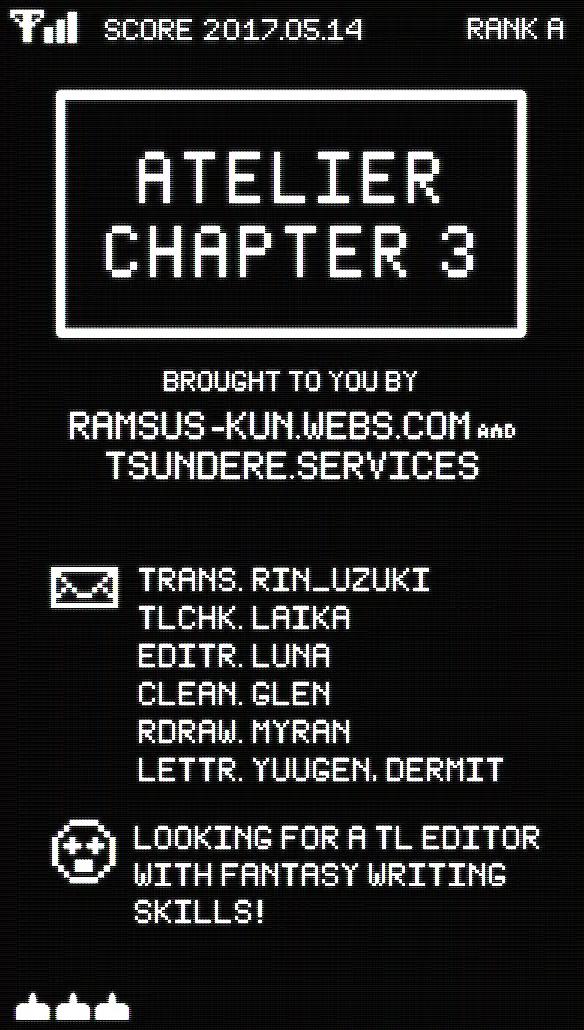 SCORE 2017.05.14 RANK A
ATELIER
CHAPTER 3
BROUGHT TO YOU BY
RAMSUS-KUN.WEBS.COM AND
TSUNDERE.SERVICES
TRANS. RIN_UZUKI
TLCHK. LAIKA
EDITR. LUNA
CLEAN. GLEN
RDRAW. MYRAN
LETTR. YUUGEN, DERMIT
LOOKING FOR A TL EDITOR
WITH FANTASY WRITING
SKILLS!